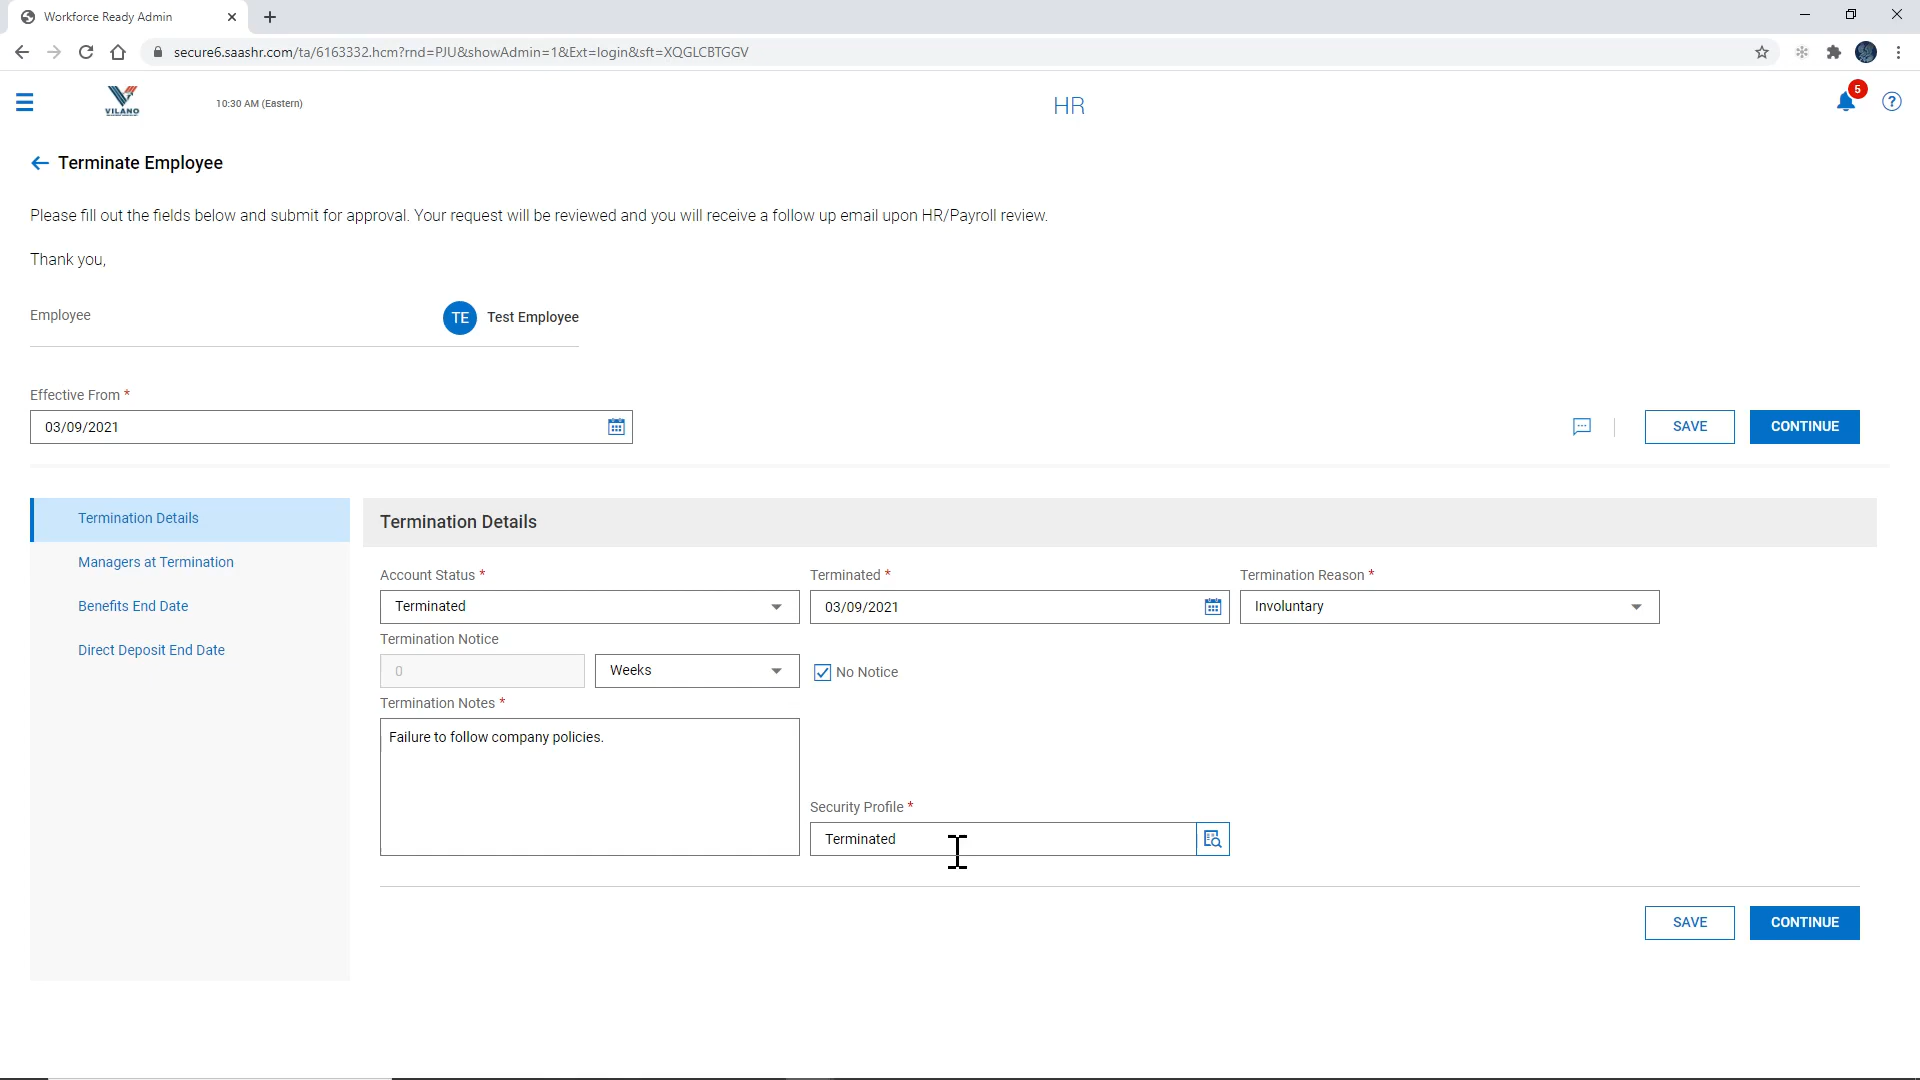 Workforce Ready Admin
secure6.saashr.com/ta/6163332.hcm?rnd=PJU&showAdmin=1&Ext=login&sft=XQGLCBTGGV
VILANO
10:30 AM (Eastern)
HR
5
?
Terminate Employee
Please fill out the fields below and submit for approval. Your request will be reviewed and you will receive a follow up email upon HR/Payroll review.
Thank you,
Employee
TE
Test Employee
Effective From *
03/09/2021
SAVE
CONTINUE
Termination Details
Managers at Termination
Benefits End Date
Direct Deposit End Date
Termination Details
Account Status *
Terminated *
Termination Reason *
Terminated
03/09/2021
Involuntary
Termination Notice
0
Weeks
No Notice
Termination Notes *
Failure to follow company policies.
Security Profile *
Terminated
SAVE
CONTINUE